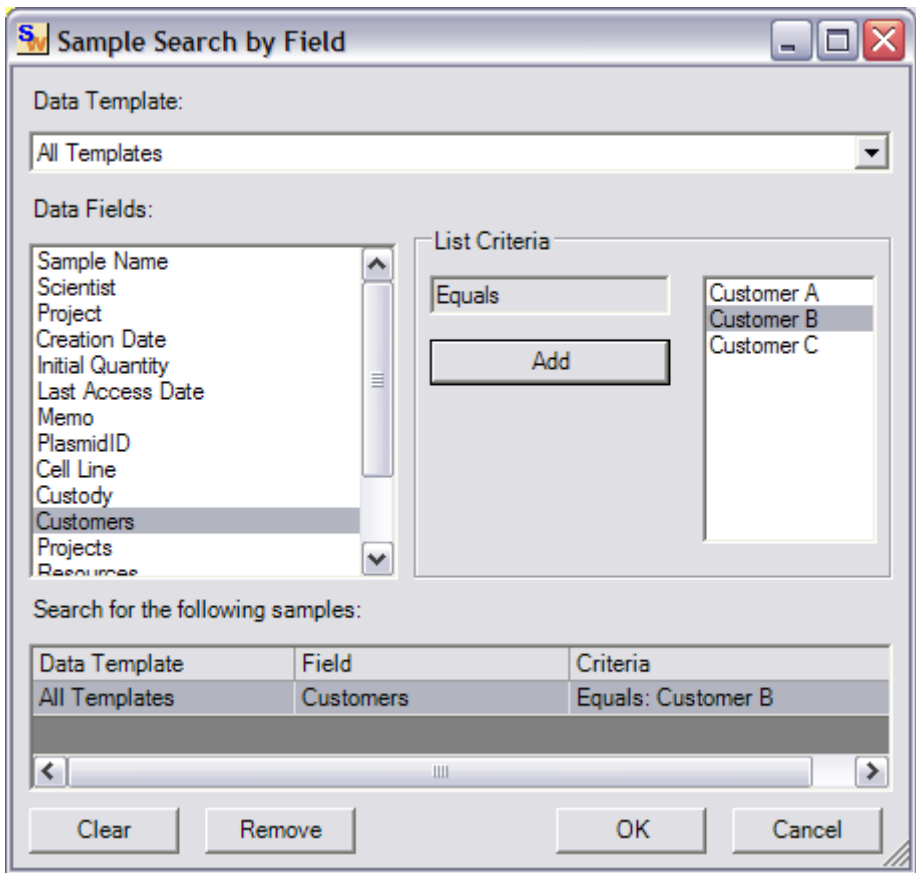 SW Sample Search by Field
Data Template:
All Templates
Data Fields:
Sample Name
Scientist
Project
Creation Date
Initial Quantity
Last Access Date
Memo
PlasmidID
Cell Line
Custody
Customers
Projects
Resources
List Criteria
Equals
Add
Customer A
Customer B
Customer C
Search for the following samples:
Data Template Field Criteria
All Templates Customers Equals: Customer B
Clear Remove OK Cancel